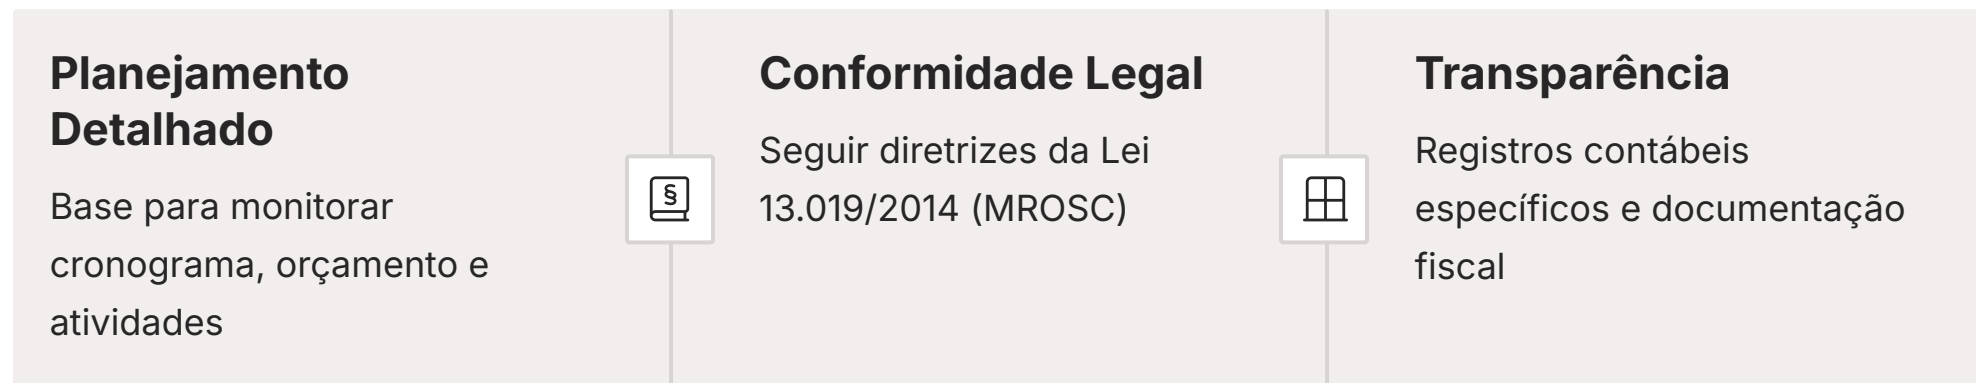 Planejamento
Detalhado
Base para monitorar
cronograma, orçamento e
atividades
§
Conformidade Legal
Seguir diretrizes da Lei
13.019/2014 (MROSC)
Transparência
Registros contábeis
específicos e documentação
fiscal